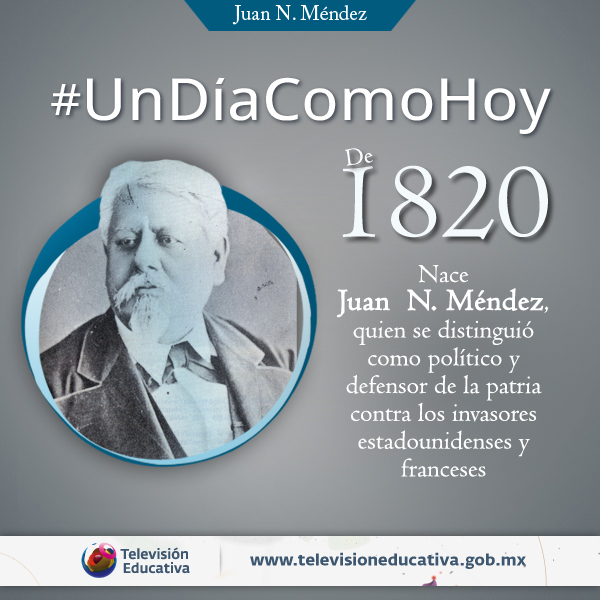 Juan N. Méndez
#UnDíaComoHoy
De
1820
Nace
Juan N. Méndez,
quien se distinguió
como político y
defensor de la patria
contra los invasores
estadounidenses y
franceses
Televisión
Educativa
www.televisioneducativa.gob.mx